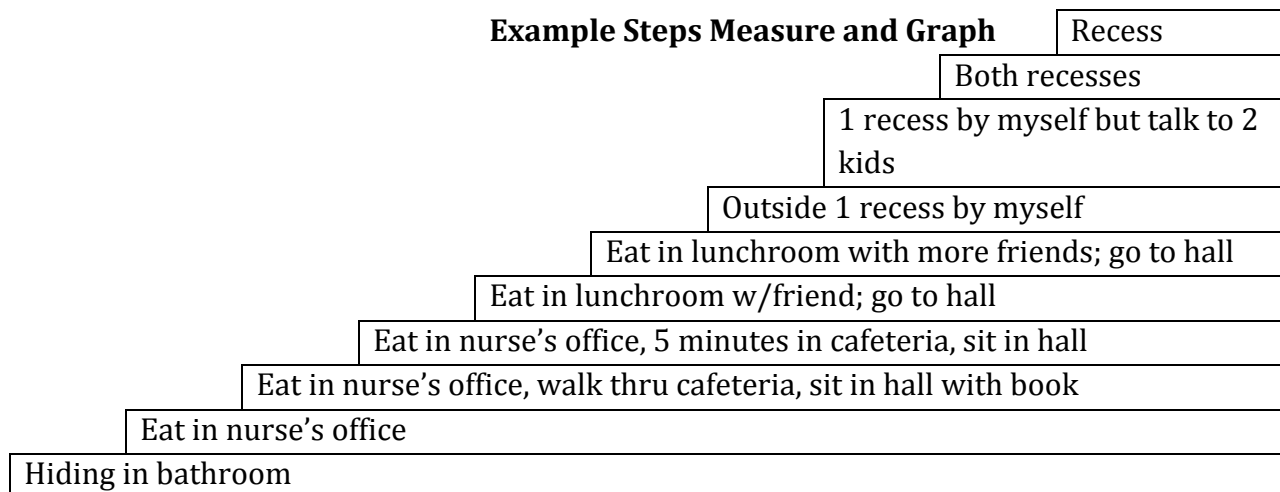 Example Steps Measure and Graph
Recess
Both recesses
1 recess by myself but talk to 2
kids
Outside 1 recess by myself
Eat in lunchroom with more friends; go to hall
Eat in lunchroom w/friend; go to hall
Eat in nurse’s office, 5 minutes in cafeteria, sit in hall
Eat in nurse’s office, walk thru cafeteria, sit in hall with book
Eat in nurse’s office
Hiding in bathroom